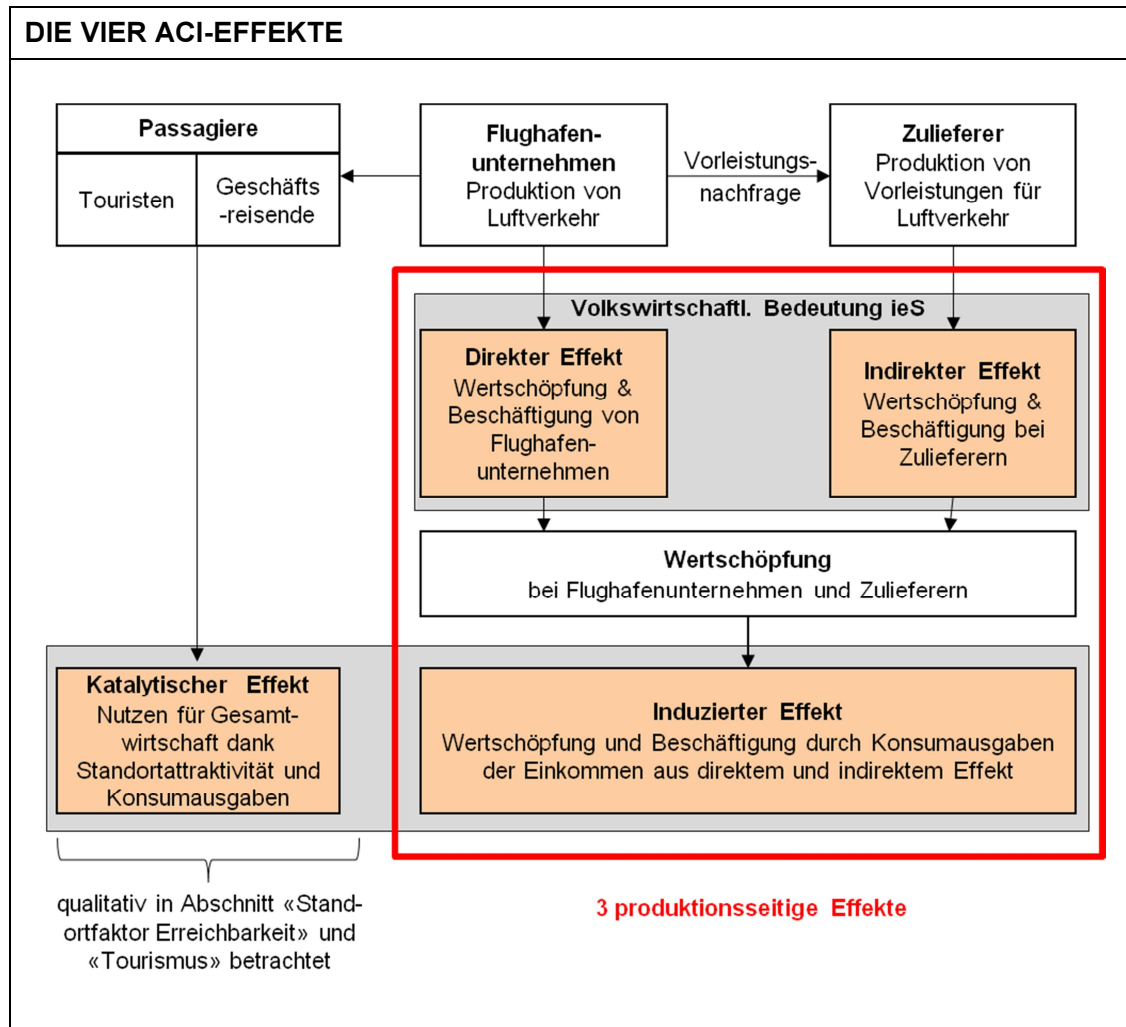 DIE VIER ACI-EFFEKTE
Passagiere
Touristen
Geschäfts
-reisende
Flughafen-
unternehmen
Produktion von
Luftverkehr
Vorleistungs-
nachfrage
Zulieferer
Produktion von
Vorleistungen für
Luftverkehr
Volkswirtschaftl. Bedeutung ieS
Direkter Effekt
Wertschöpfung &
Beschäftigung von
Flughafen-
unternehmen
Indirekter Effekt
Wertschöpfung &
Beschäftigung bei
Zulieferern
Wertschöpfung
bei Flughafenunternehmen und Zulieferern
Katalytischer Effekt
Nutzen für Gesamt-
wirtschaft dank
Standortattraktivität und
Konsumausgaben
Induzierter Effekt
Wertschöpfung und Beschäftigung durch Konsumausgaben
der Einkommen aus direktem und indirektem Effekt
qualitativ in Abschnitt «Stand-
ortfaktor Erreichbarkeit» und
«Tourismus» betrachtet
3 produktionsseitige Effekte